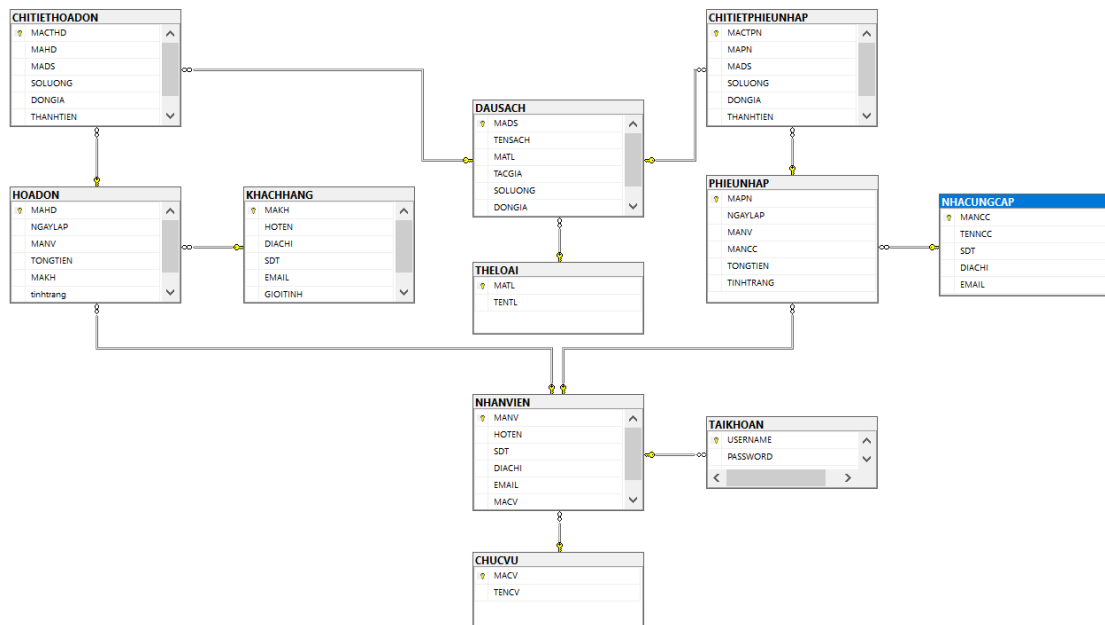 CHITIETHOADON
MACTHD
MAHD
MADS
SOLUONG
DONGIA
THANHTIEN
CHITIETPHIEUNHAP
MACTPN
MAPN
MADS
SOLUONG
DONGIA
THANHTIEN
DAUSACH
MADS
TENSACH
MATL
TACGIA
SOLUONG
DONGIA
HOADON
MAHD
NGAYLAP
MANV
TONGTIEN
MAKH
tinhtrang
KHACHHANG
MAKH
HOTEN
DIACHI
SDT
EMAIL
GIOITINH
THELOAI
MATL
TENTL
PHIEUNHAP
MAPN
NGAYLAP
MANV
MANCC
TONGTIEN
TINHTRANG
NHACUNGCAP
MANCC
TENNCC
SDT
DIACHI
EMAIL
NHANVIEN
MANV
HOTEN
SDT
DIACHI
EMAIL
MACV
TAIKHOAN
USERNAME
PASSWORD
CHUCVU
MACV
TENCV